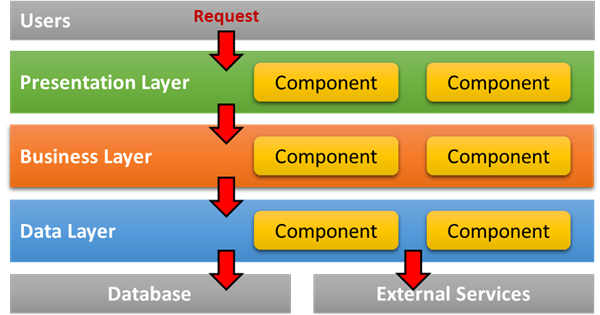 Users
Request
Presentation Layer
Component
Component
Business Layer
Component
Component
Data Layer
Component
Component
Database
External Services